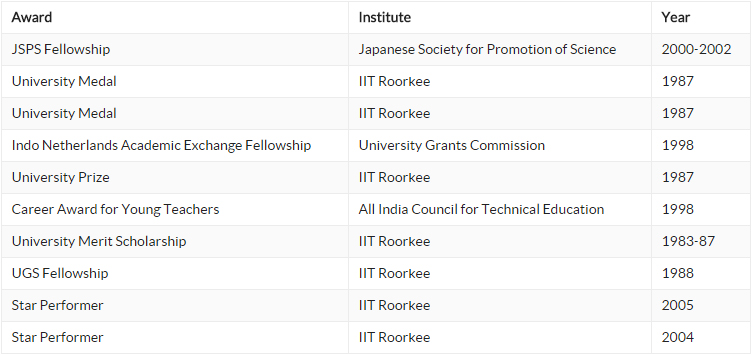 Award Institute Year
JSPS Fellowship Japanese Society for Promotion of Science 2000-2002
University Medal IIT Roorkee 1987
University Medal IIT Roorkee 1987
Indo Netherlands Academic Exchange Fellowship University Grants Commission 1998
University Prize IIT Roorkee 1987
Career Award for Young Teachers All India Council for Technical Education 1998
University Merit Scholarship IIT Roorkee 1983-87
UGS Fellowship IIT Roorkee 1988
Star Performer IIT Roorkee 2005
Star Performer IIT Roorkee 2004